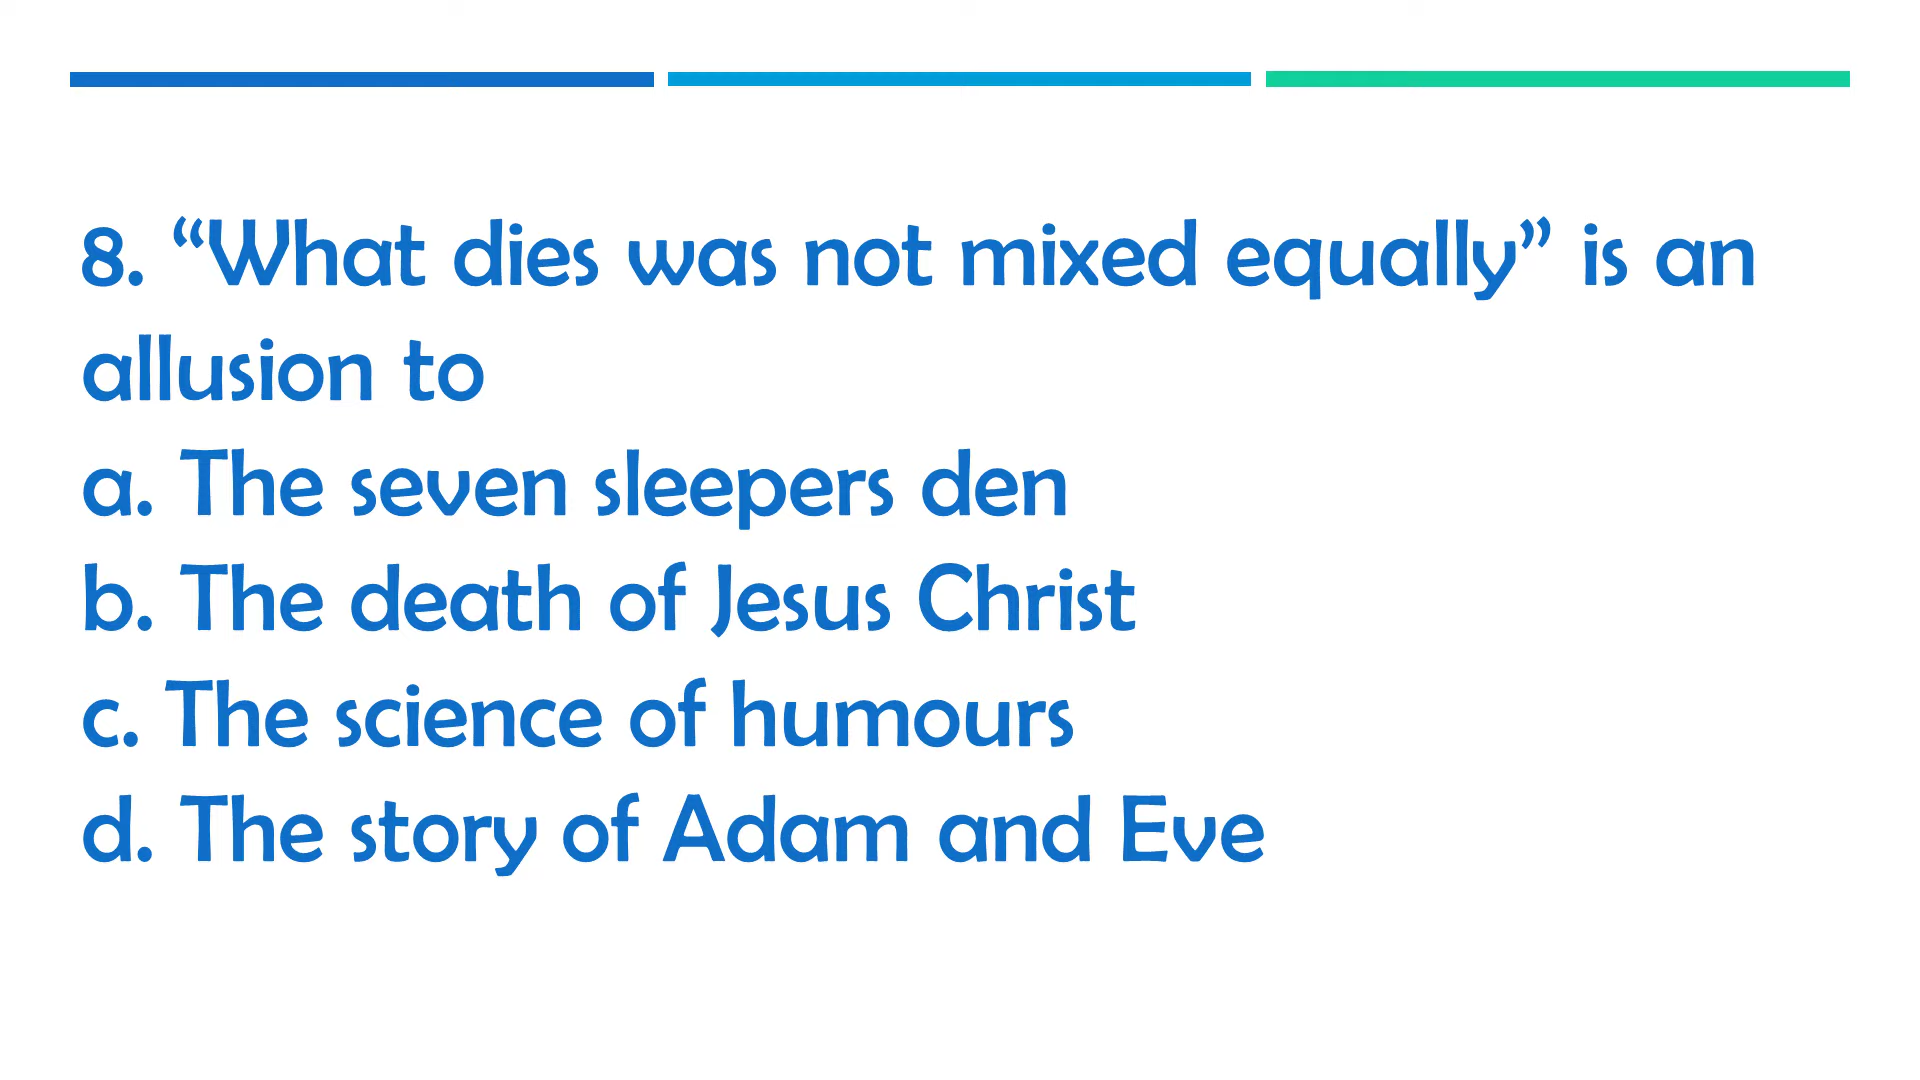 8. “What dies was not mixed equally” is an
allusion to
a. The seven sleepers den
b. The death of Jesus Christ
c. The science of humours
d. The story of Adam and Eve